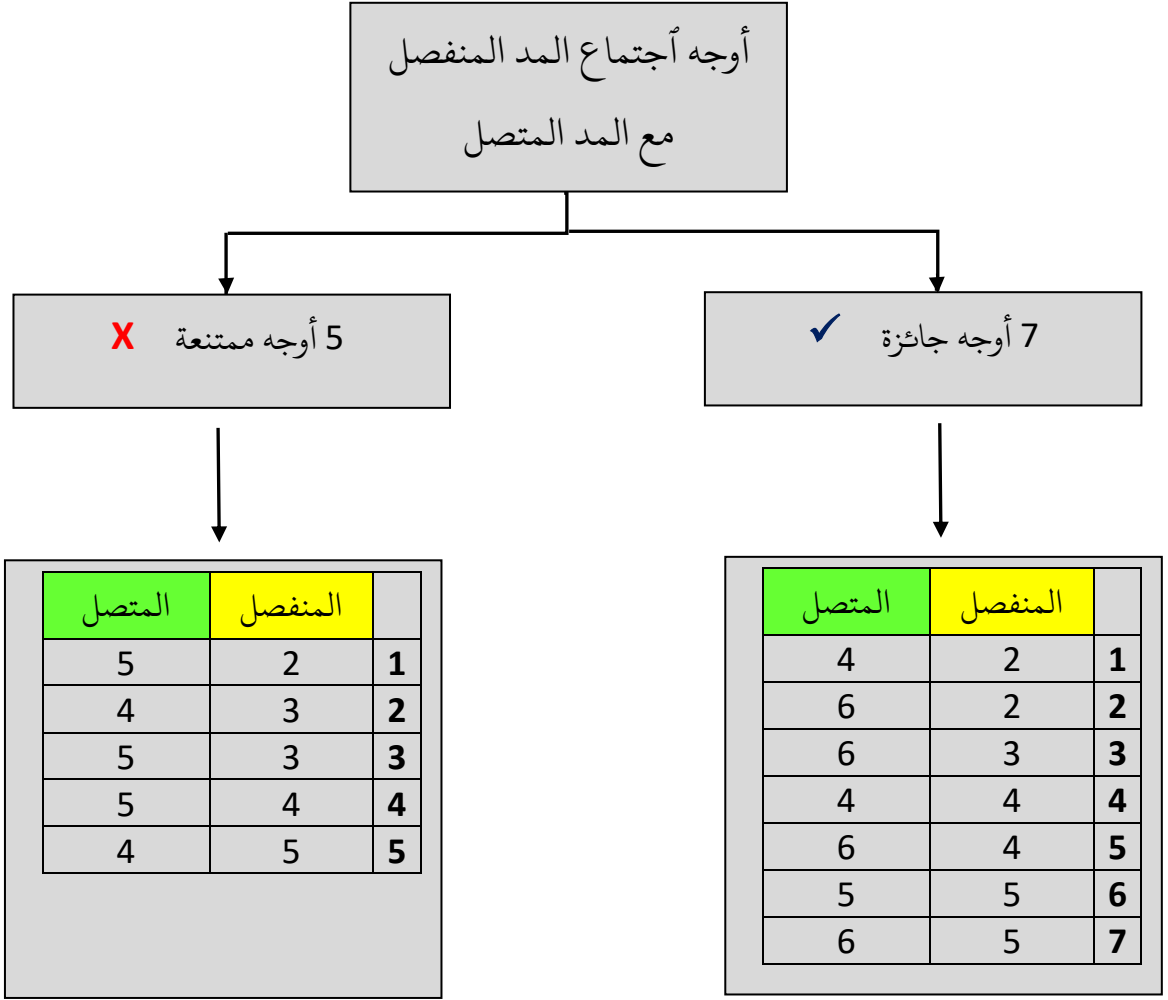 أوجه ٱجتماع المد المنفصل
مع المد المتصل
7 أوجه جائزة ✓
5 أوجه ممتنعة X
المنفصل المتصل
1 2 4
2 2 6
3 3 6
4 4 4
5 4 6
6 5 5
7 5 6
المنفصل المتصل
1 2 5
2 3 4
3 3 5
4 4 5
5 5 4